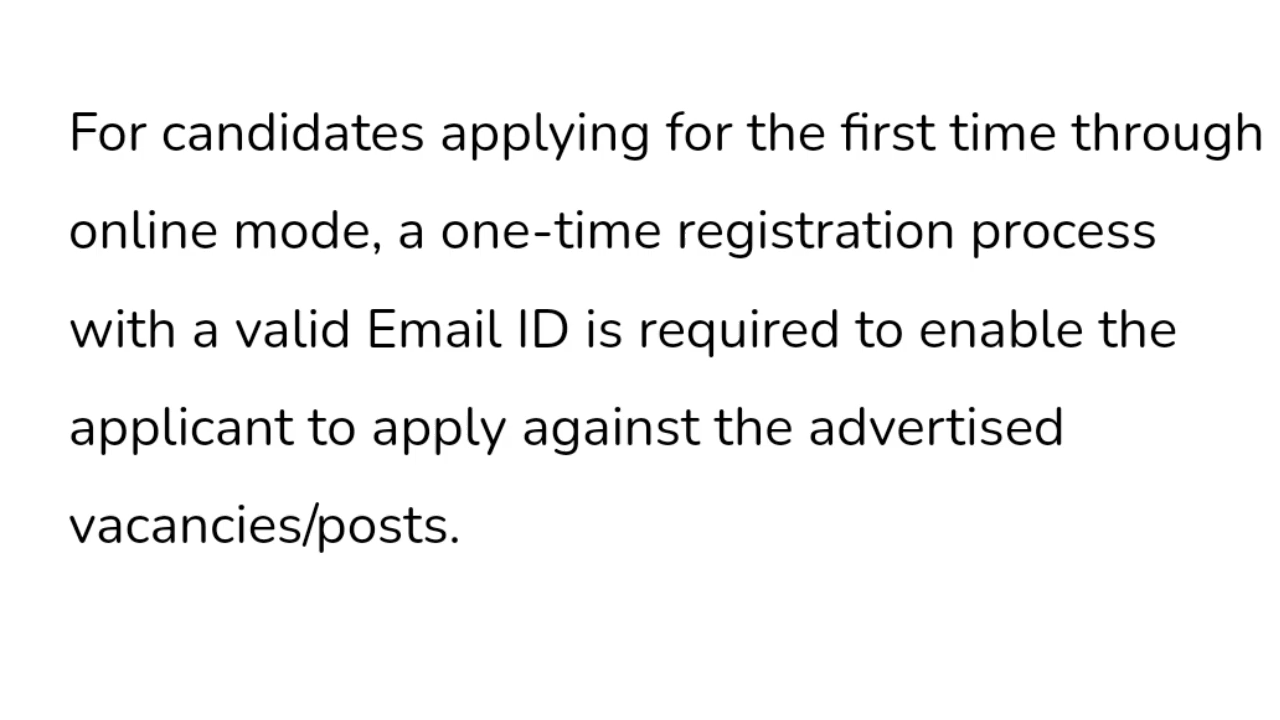 For candidates applying for the first time through
online mode, a one-time registration process
with a valid Email ID is required to enable the
applicant to apply against the advertised
vacancies/posts.